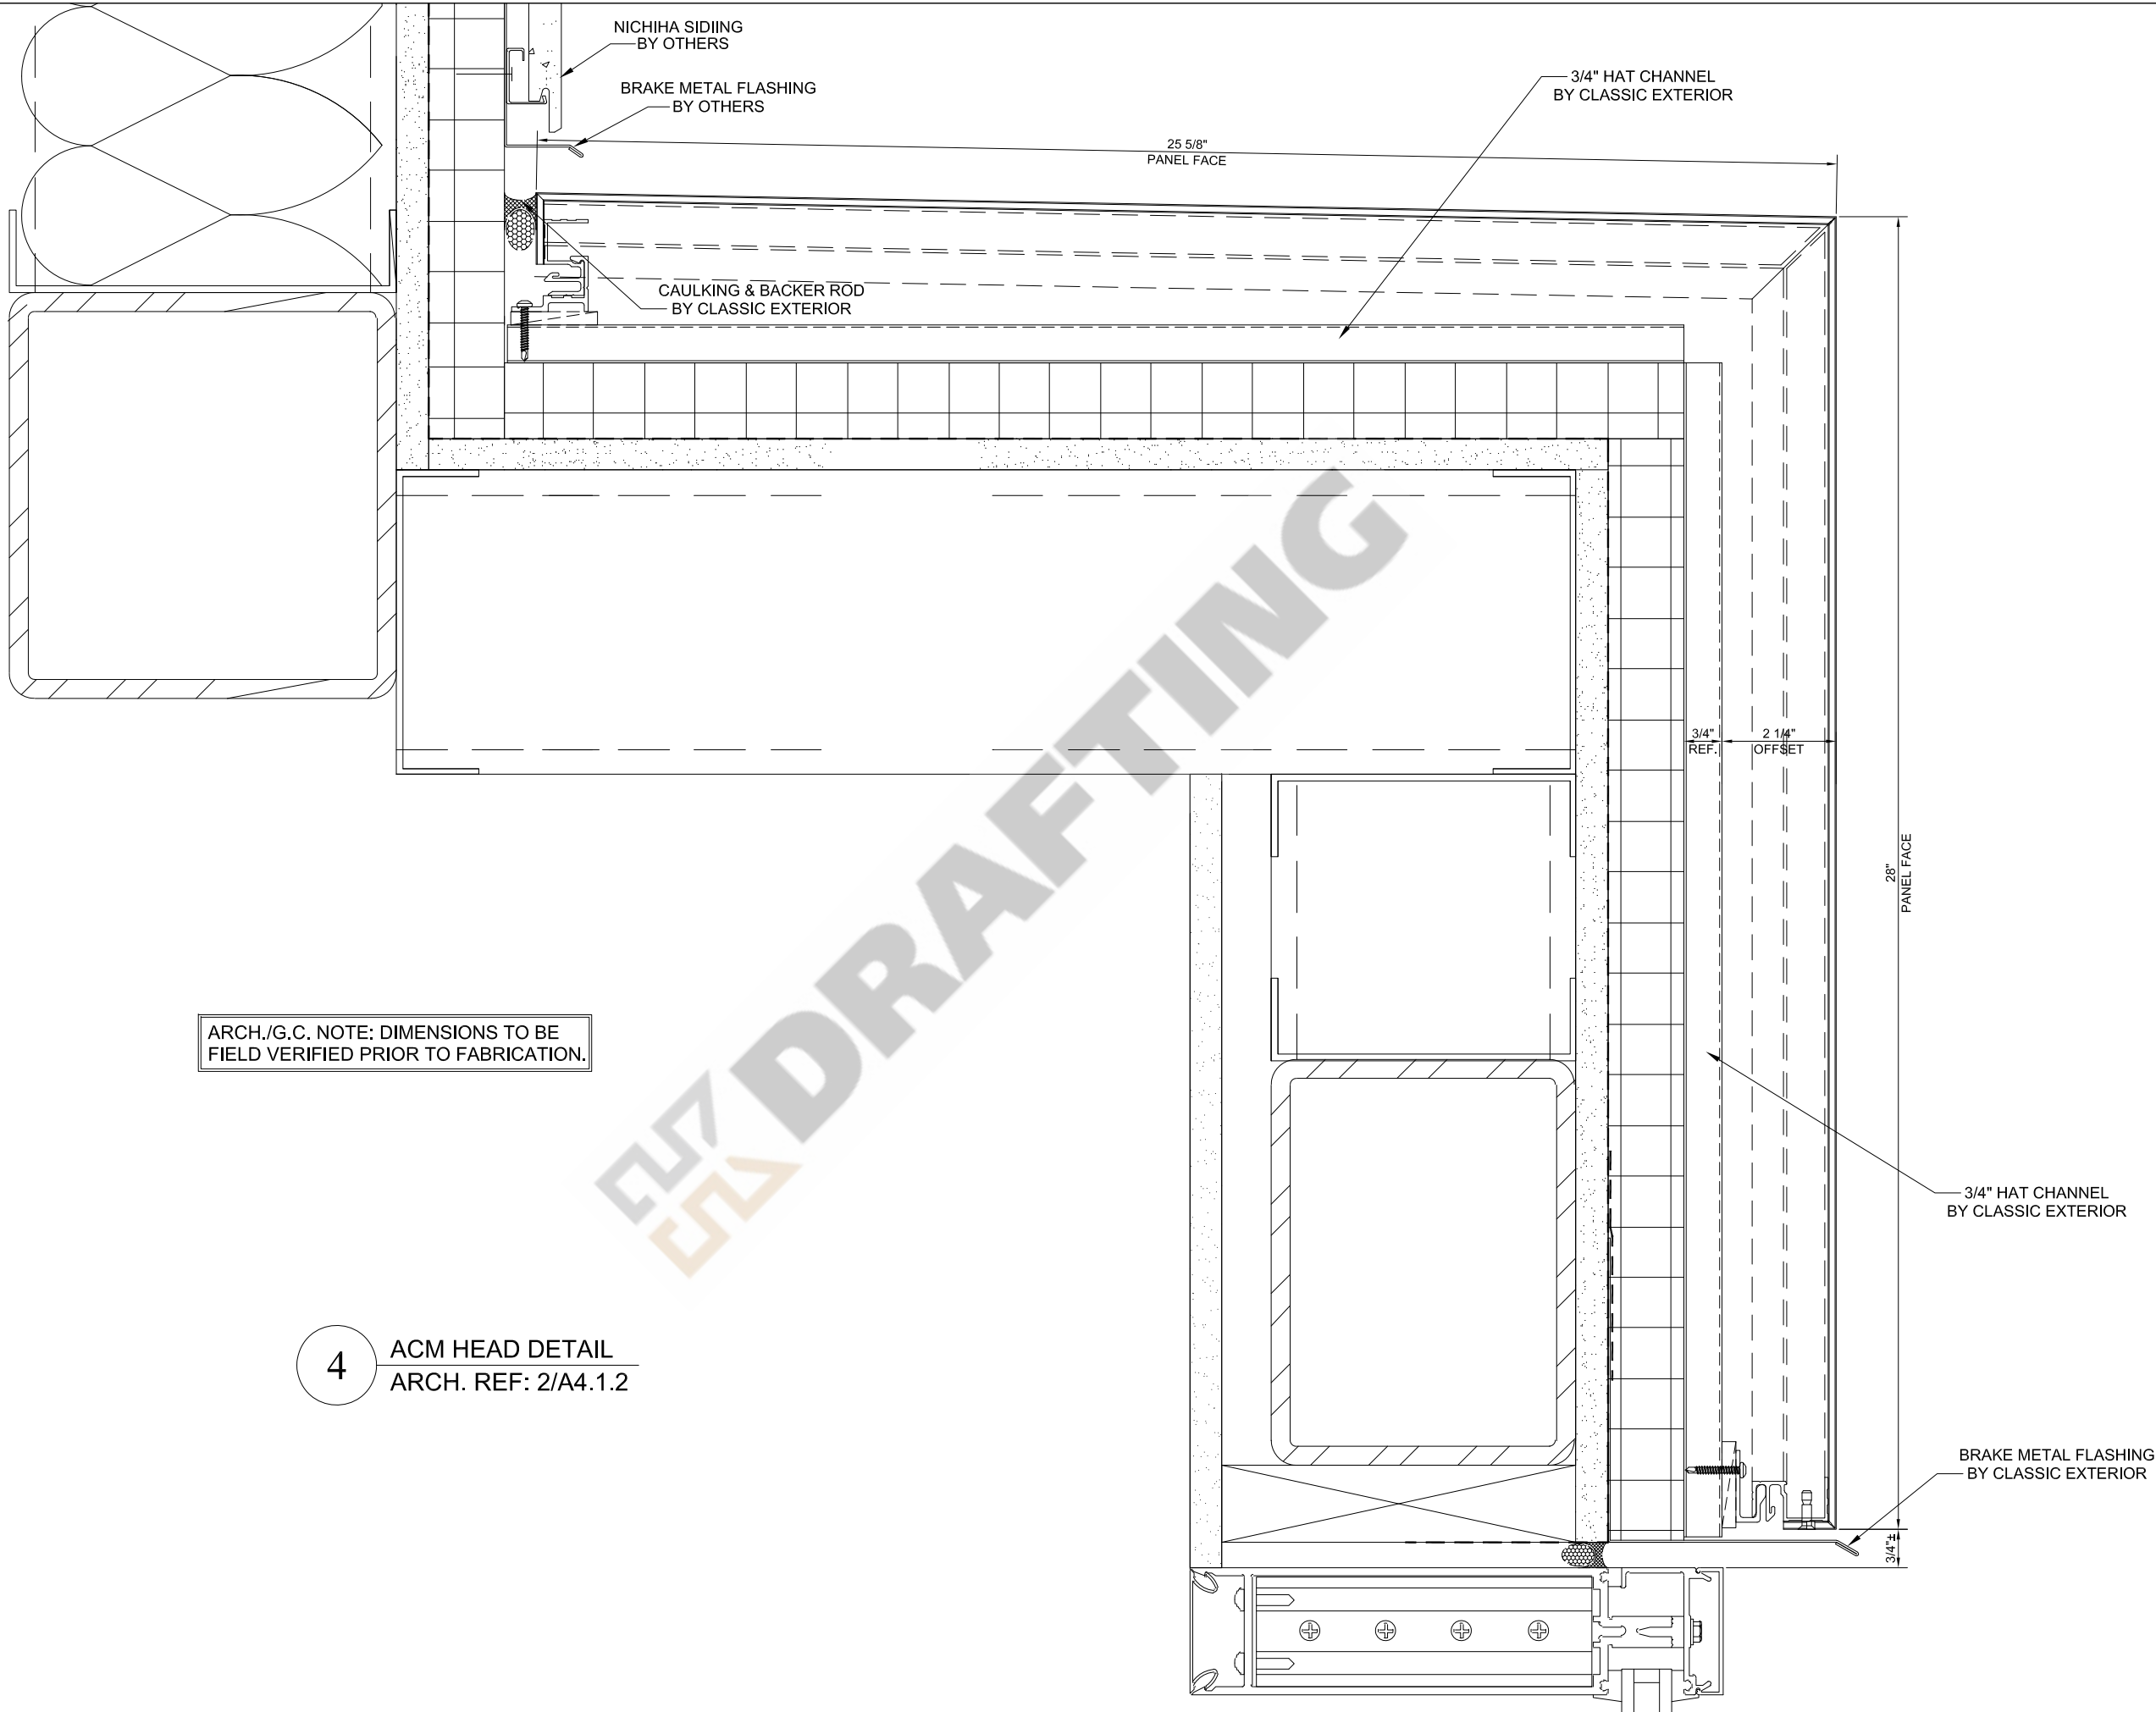 NICHIHA SIDIING
BY OTHERS
BRAKE METAL FLASHING
BY OTHERS
3/4" HAT CHANNEL
BY CLASSIC EXTERIOR
25 5/8"
PANEL FACE
CAULKING & BACKER ROD
BY CLASSIC EXTERIOR
3/4"
REF.
2 1/4"
OFFSET
28"
PANEL FACE
DRAFTING
ARCH./G.C. NOTE: DIMENSIONS TO BE
FIELD VERIFIED PRIOR TO FABRICATION.
3/4" HAT CHANNEL
BY CLASSIC EXTERIOR
4
ACM HEAD DETAIL
ARCH. REF: 2/A4.1.2
BRAKE METAL FLASHING
BY CLASSIC EXTERIOR
3/4"±